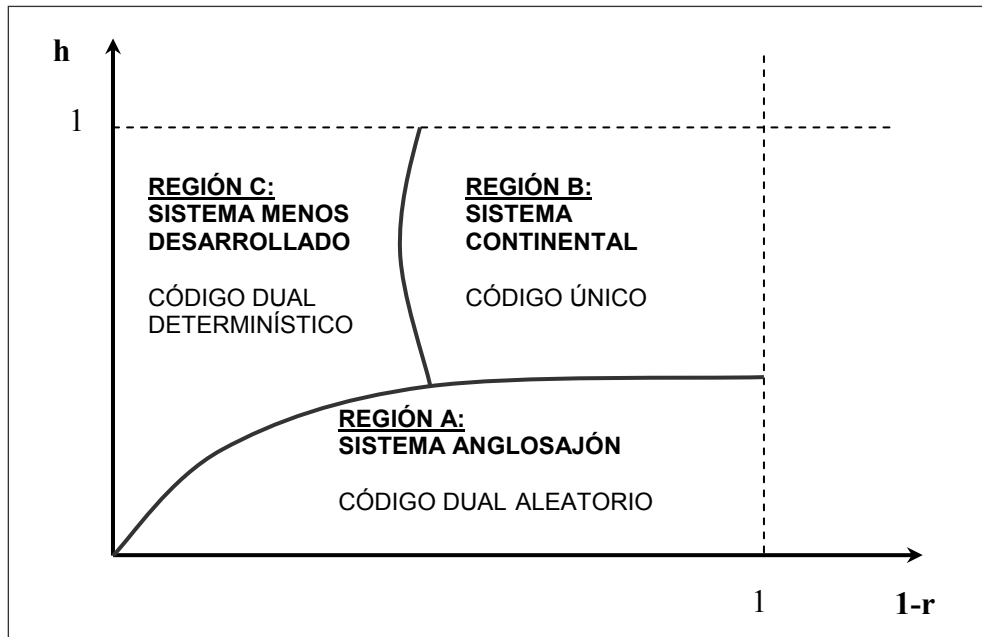 h
1
REGIÓN C:
SISTEMA MENOS
DESARROLLADO
CÓDIGO DUAL
DETERMINÍSTICO
REGIÓN B:
SISTEMA
CONTINENTAL
CÓDIGO ÚNICO
REGIÓN A:
SISTEMA ANGLOSAJÓN
CÓDIGO DUAL ALEATORIO
1
1-r